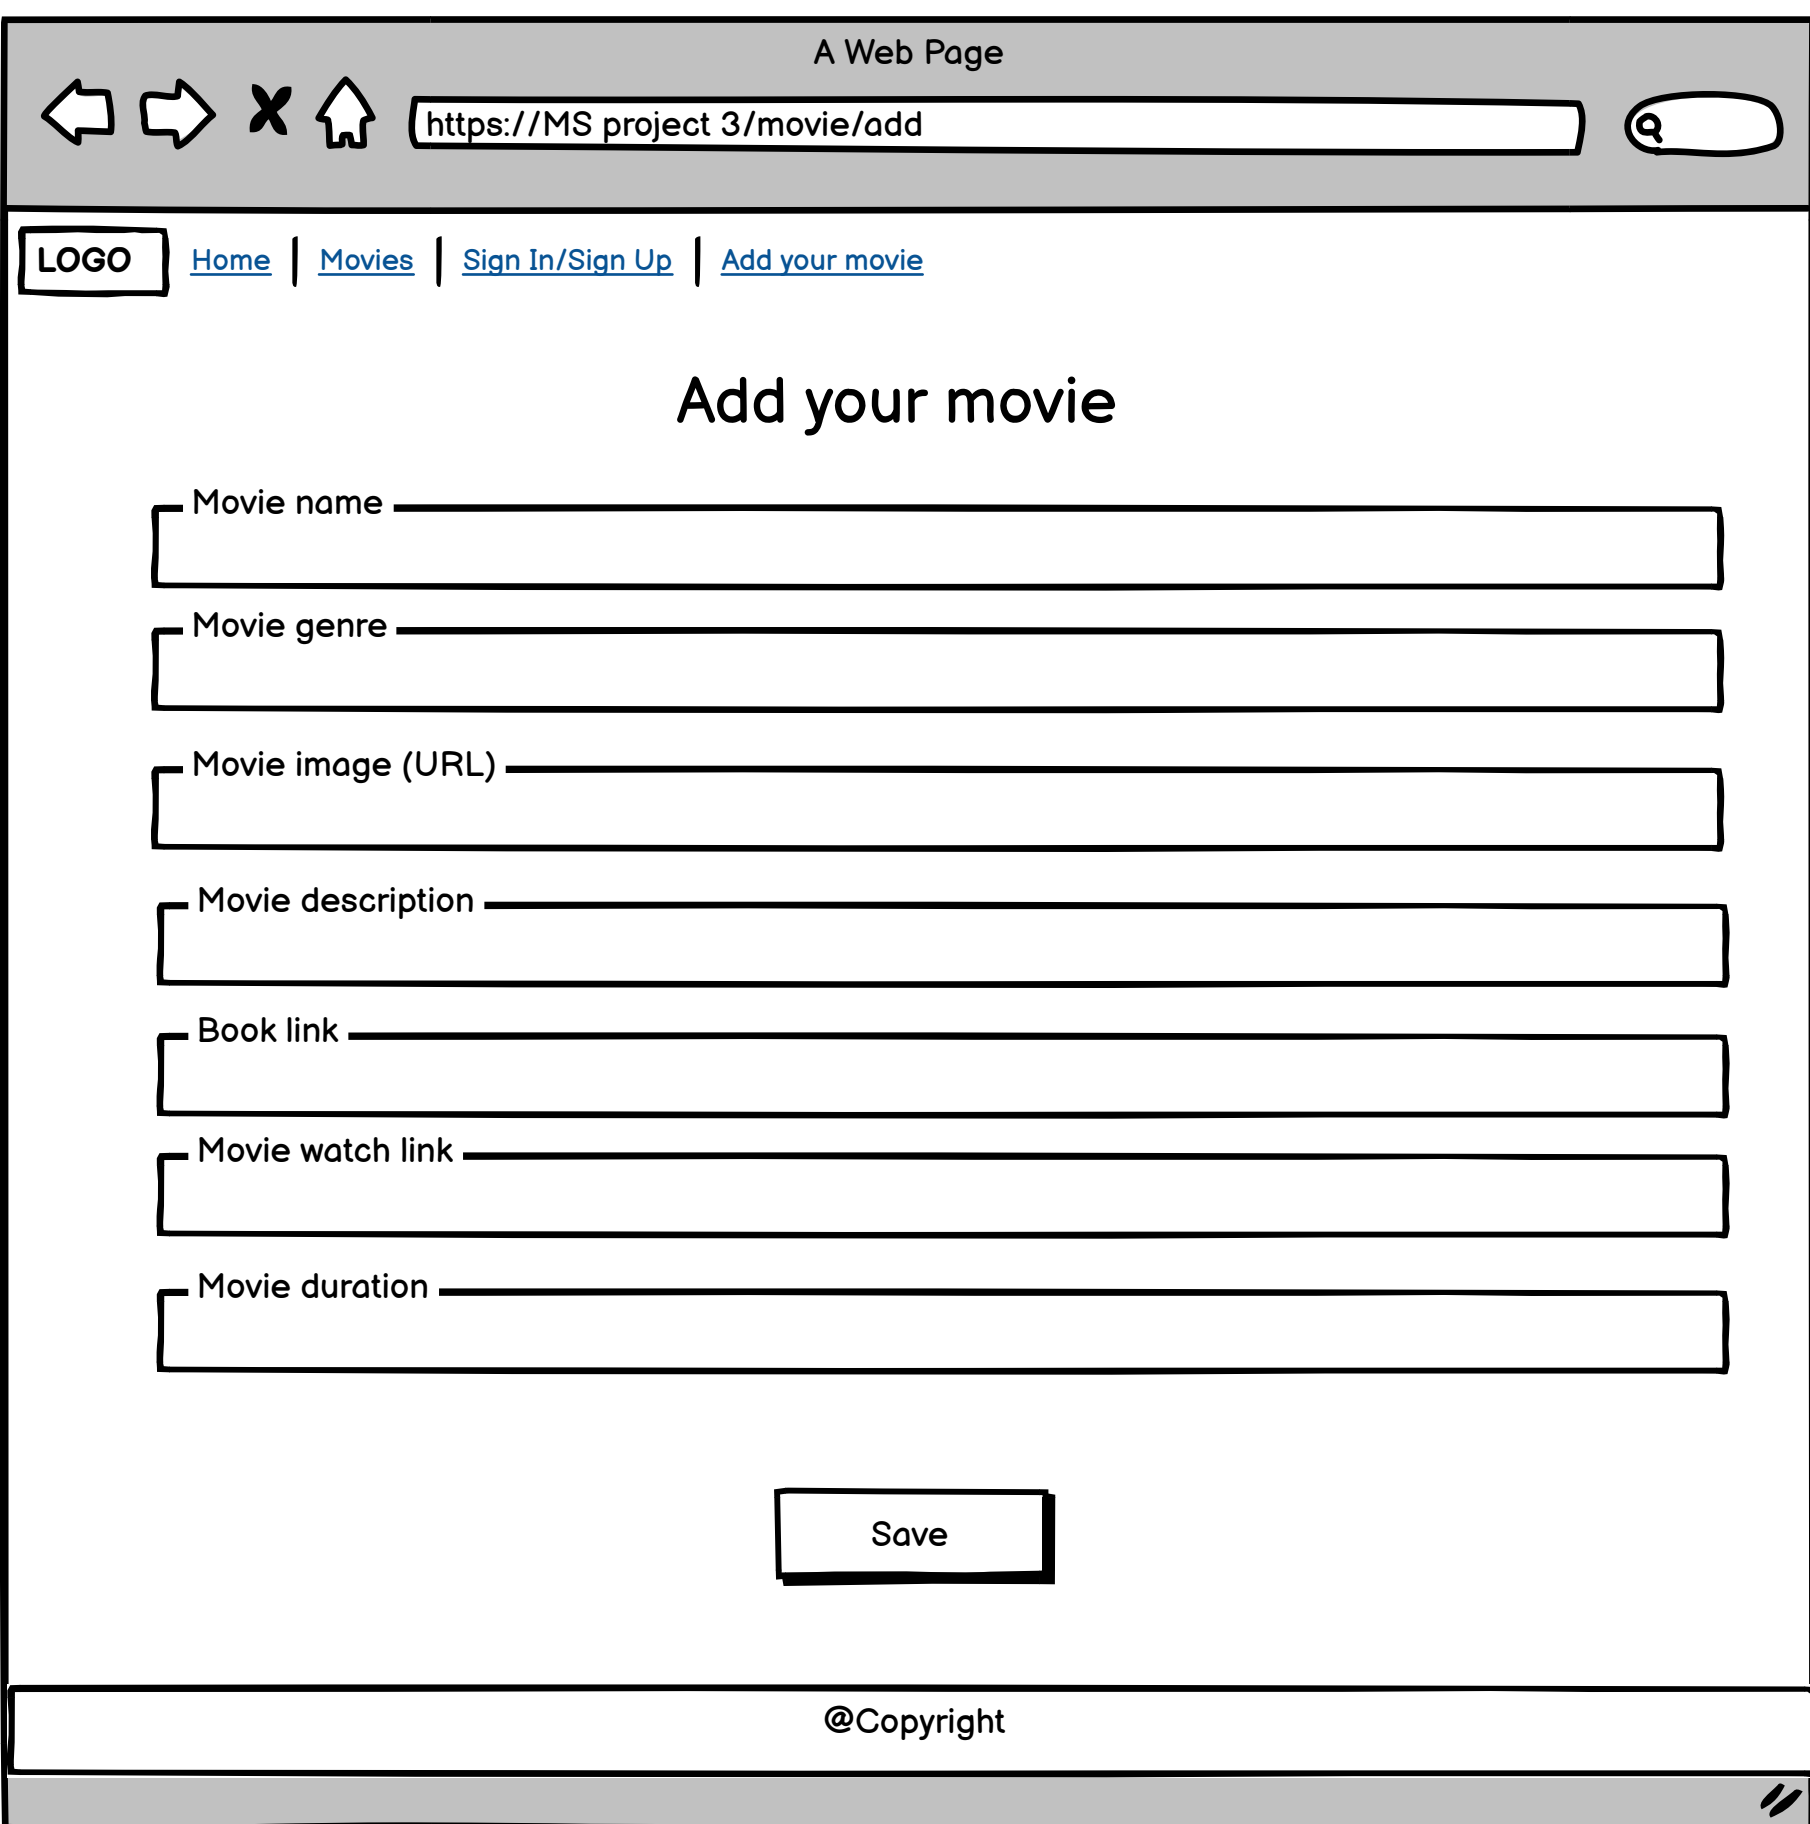 A Web Page
https://MS project 3/movie/add
LOGO Home Movies Sign In/Sign Up Add your movie
Add your movie
Movie name
Movie genre
Movie image (URL)
Movie description
Book link
Movie watch link
Movie duration
Save
@Copyright